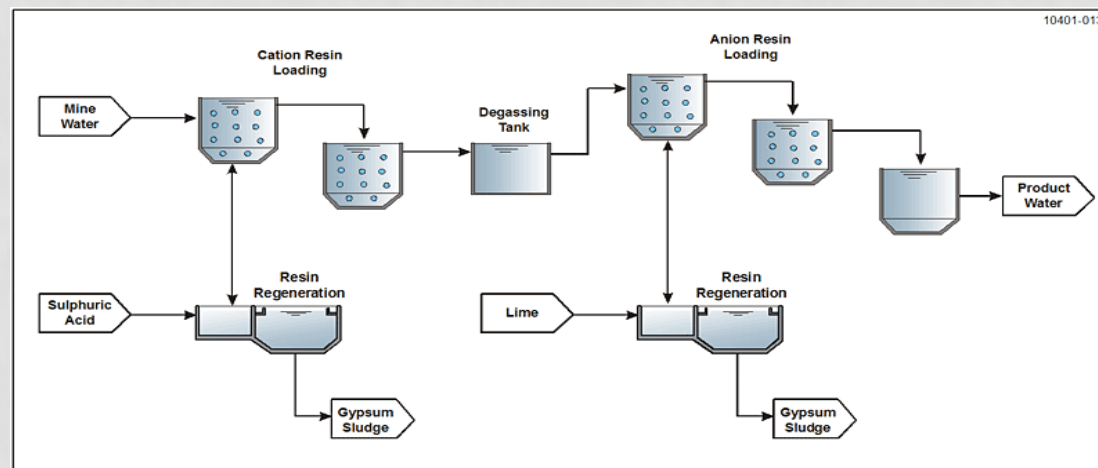 10401-013
Cation Resin
Loading
Anion Resin
Loading
Mine
Water
Degassing
Tank
Product
Water
Sulphuric
Acid
Resin
Regeneration
Lime
Resin
Regeneration
Gypsum
Sludge
Gypsum
Sludge